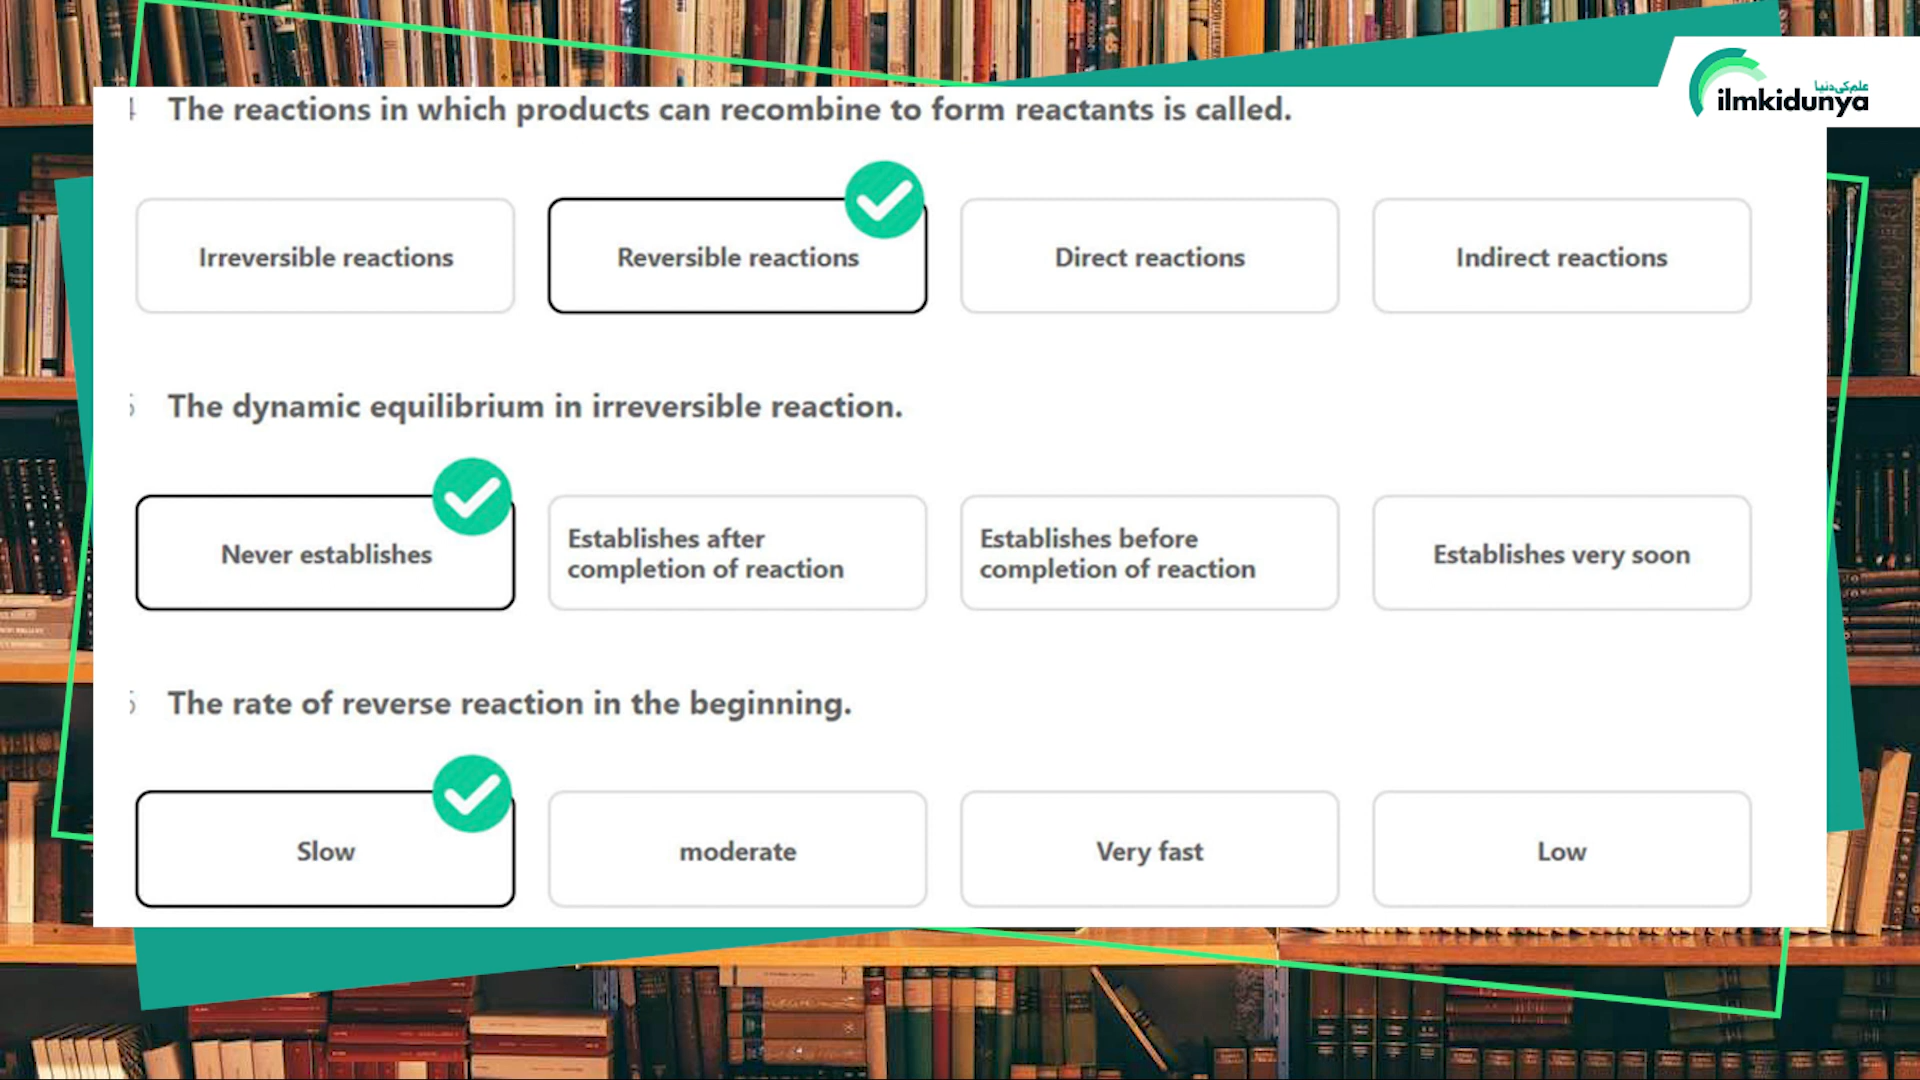 علم کی دنیا
ilmkidunya
4 The reactions in which products can recombine to form reactants is called.
Irreversible reactions
Reversible reactions
Direct reactions
Indirect reactions
5 The dynamic equilibrium in irreversible reaction.
Never establishes
Establishes after
completion of reaction
Establishes before
completion of reaction
Establishes very soon
The rate of reverse reaction in the beginning.
Slow
moderate
Very fast
Low